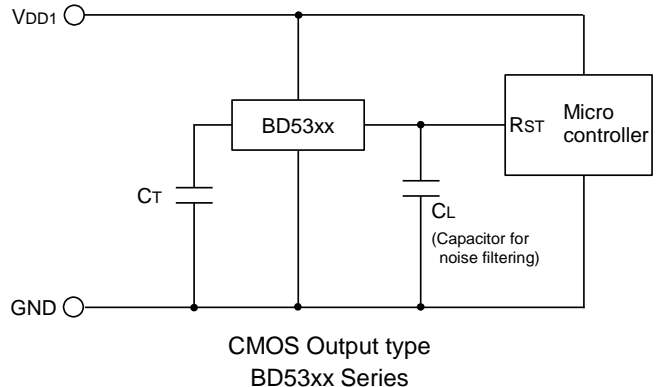 VDD1
BD53xx
RST
Micro
controller
CT
CL
(Capacitor for
noise filtering)
GND
CMOS Output type
BD53xx Series